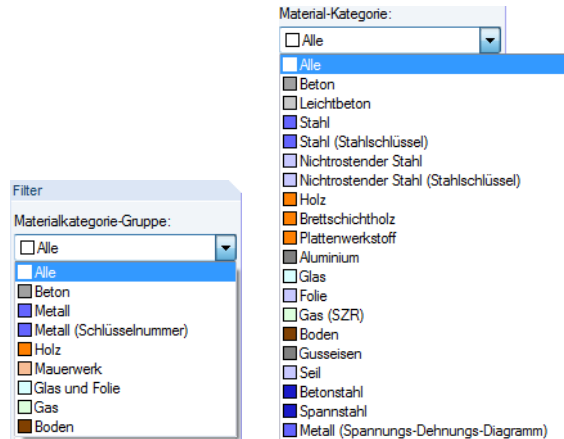 Filter
Materialkategorie-Gruppe:
Alle
Alle
Beton
Metall
Metall (Schlüsselnummer)
Holz
Mauerwerk
Glas und Folie
Gas
Boden
Material-Kategorie:
Alle
Alle
Beton
Leichtbeton
Stahl
Stahl (Stahlschlüssel)
Nichtrostender Stahl
Nichtrostender Stahl (Stahlschlüssel)
Holz
Brettschichtholz
Plattenwerkstoff
Aluminium
Glas
Folie
Gas (SZR)
Boden
Gusseisen
Seil
Betonstahl
Spannstahl
Metall (Spannungs-Dehnungs-Diagramm)